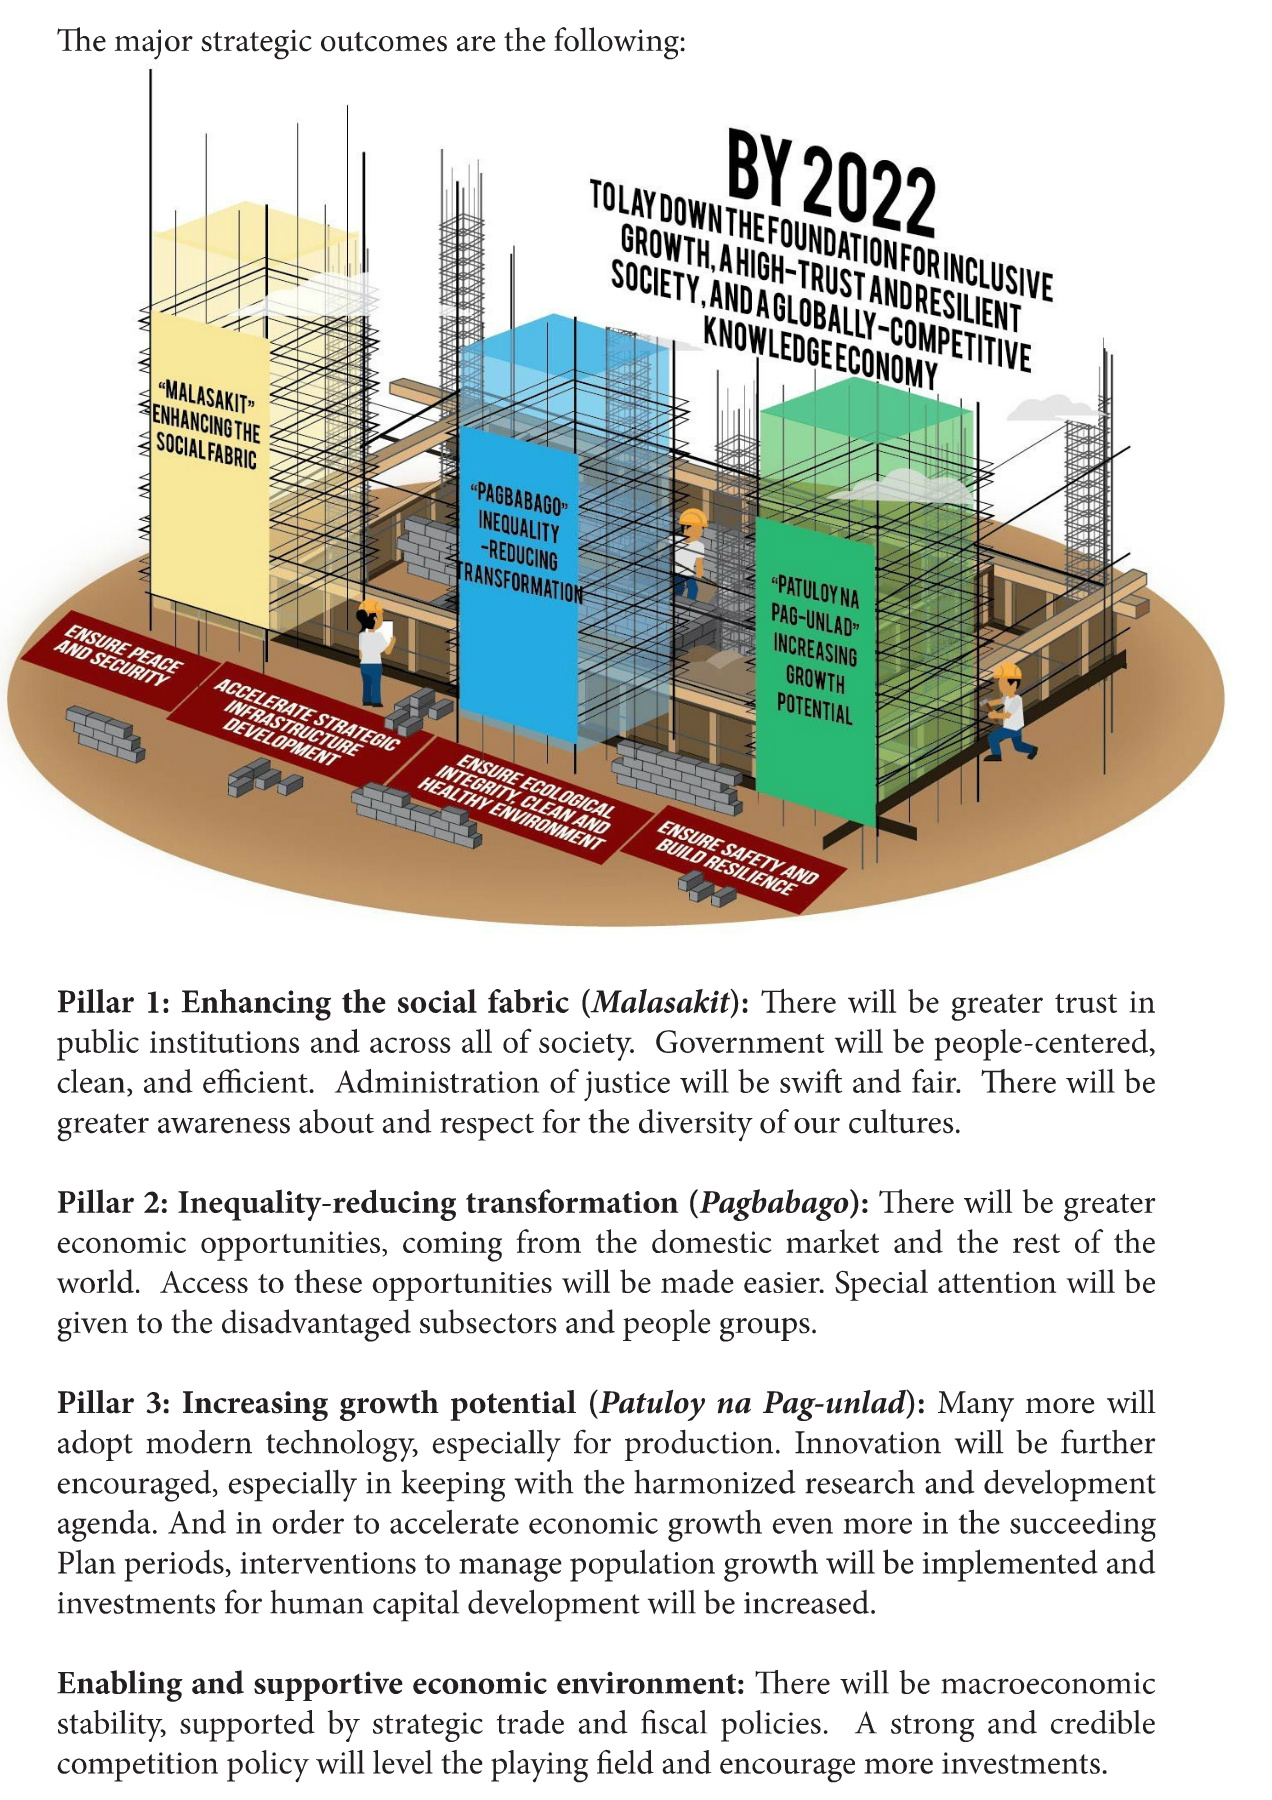 The major strategic outcomes are the following:
BY 2022
TO LAY DOWN THE FOUNDATION FOR INCLUSIVE
GROWTH, A HIGH-TRUST AND RESILIENT
SOCIETY, AND A GLOBALLY-COMPETITIVE
KNOWLEDGE ECONOMY
“MALASAKIT”
ENHANCING THE
SOCIAL FABRIC
“PAGBABAGO”
INEQUALITY
-REDUCING
TRANSFORMATION
“PATULOY NA
PAG-UNLAD”
INCREASING
GROWTH
POTENTIAL
ENSURE PEACE
AND SECURITY
ACCELERATE STRATEGIC
INFRASTRUCTURE
DEVELOPMENT
ENSURE ECOLOGICAL
INTEGRITY, CLEAN AND
HEALTHY ENVIRONMENT
ENSURE SAFETY AND
BUILD RESILIENCE
Pillar 1: Enhancing the social fabric (Malasakit): There will be greater trust in
public institutions and across all of society. Government will be people-centered,
clean, and efficient. Administration of justice will be swift and fair. There will be
greater awareness about and respect for the diversity of our cultures.
Pillar 2: Inequality-reducing transformation (Pagbabago): There will be greater
economic opportunities, coming from the domestic market and the rest of the
world. Access to these opportunities will be made easier. Special attention will be
given to the disadvantaged subsectors and people groups.
Pillar 3: Increasing growth potential (Patuloy na Pag-unlad): Many more will
adopt modern technology, especially for production. Innovation will be further
encouraged, especially in keeping with the harmonized research and development
agenda. And in order to accelerate economic growth even more in the succeeding
Plan periods, interventions to manage population growth will be implemented and
investments for human capital development will be increased.
Enabling and supportive economic environment: There will be macroeconomic
stability, supported by strategic trade and fiscal policies. A strong and credible
competition policy will level the playing field and encourage more investments.